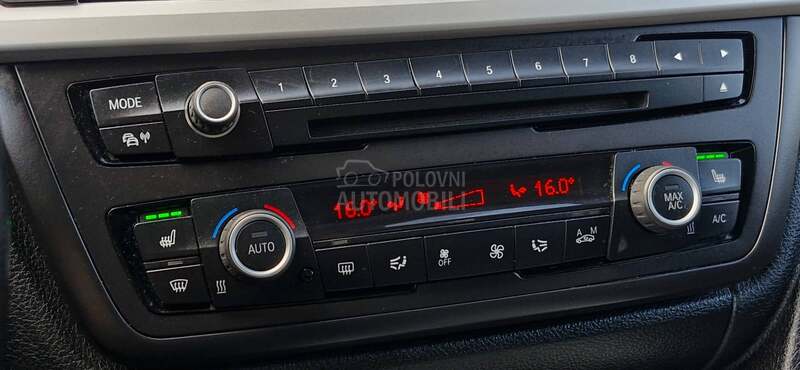 MODE
1 2 3 4 5 6 7 8
POLOVNI
AUTOMOBILI
16.0° 16.0°
AUTO
MAX
A/C
A/C
OFF
A M